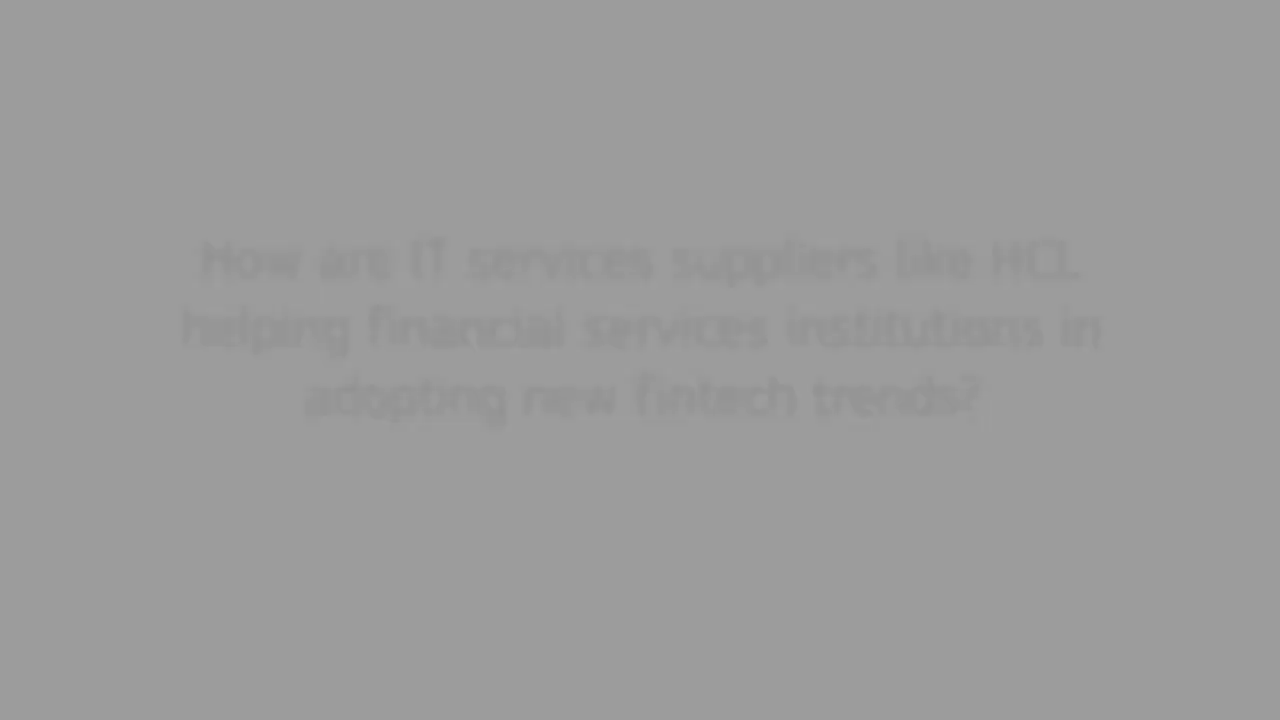 How are IT services suppliers like HCL
helping financial services institutions in
adopting new fintech trends?